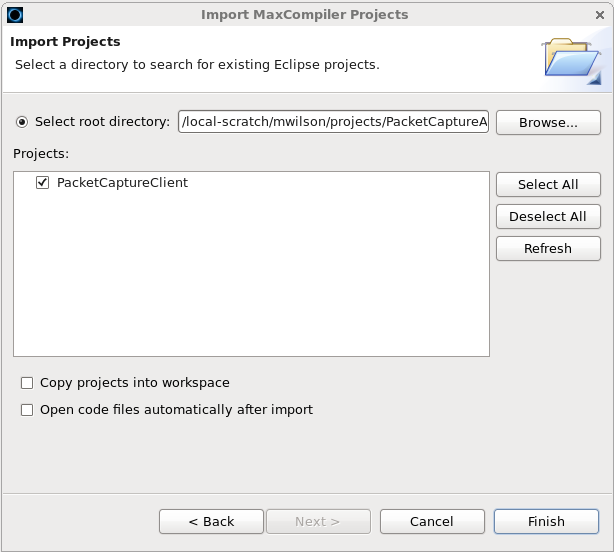 Import MaxCompiler Projects
Import Projects
Select a directory to search for existing Eclipse projects.
Select root directory: /local-scratch/mwilson/projects/PacketCaptureA Browse...
Projects:
PacketCaptureClient
Select All
Deselect All
Refresh
Copy projects into workspace
Open code files automatically after import
< Back Next > Cancel Finish